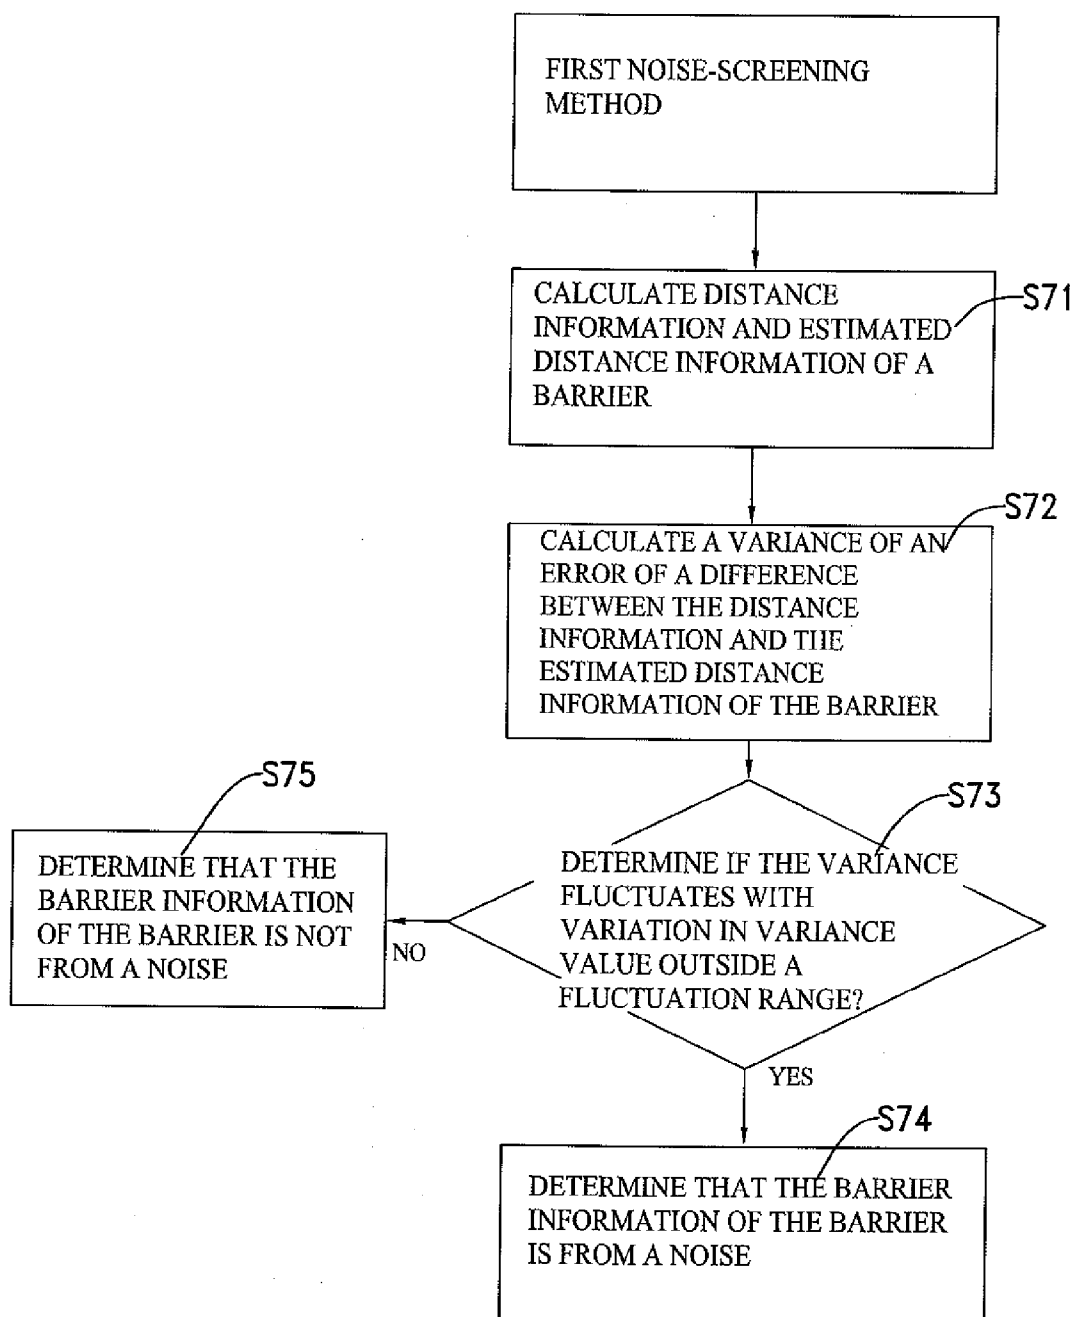 FIRST NOISE-SCREENING
METHOD
CALCULATE DISTANCE
INFORMATION AND ESTIMATED
DISTANCE INFORMATION OF A
BARRIER
S71
CALCULATE A VARIANCE OF AN
ERROR OF A DIFFERENCE
BETWEEN THE DISTANCE
INFORMATION AND THE
ESTIMATED DISTANCE
INFORMATION OF THE BARRIER
S72
DETERMINE IF THE VARIANCE
FLUCTUATES WITH
VARIATION IN VARIANCE
VALUE OUTSIDE A
FLUCTUATION RANGE?
S73
NO
DETERMINE THAT THE
BARRIER INFORMATION
OF THE BARRIER IS NOT
FROM A NOISE
S75
YES
DETERMINE THAT THE BARRIER
INFORMATION OF THE BARRIER
IS FROM A NOISE
S74